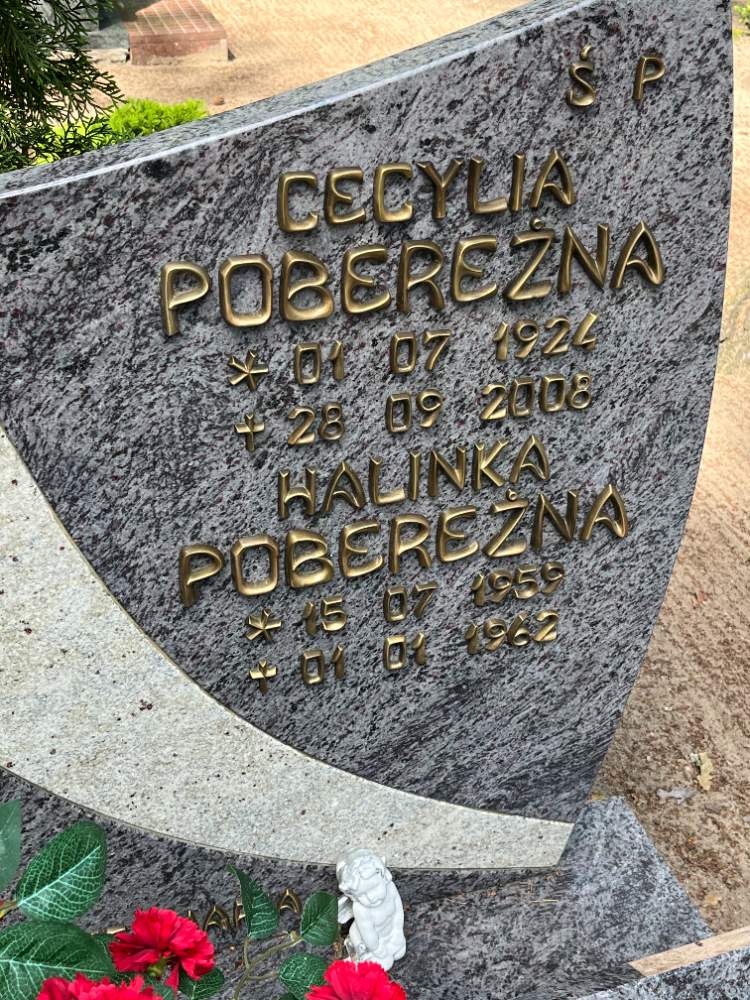 Ś P
CECYLIA
POBEREŻNA
* 01 07 1924
+ 28 09 2008
HALINKA
POBEREŻNA
* 15 07 1959
+ 01 01 1962